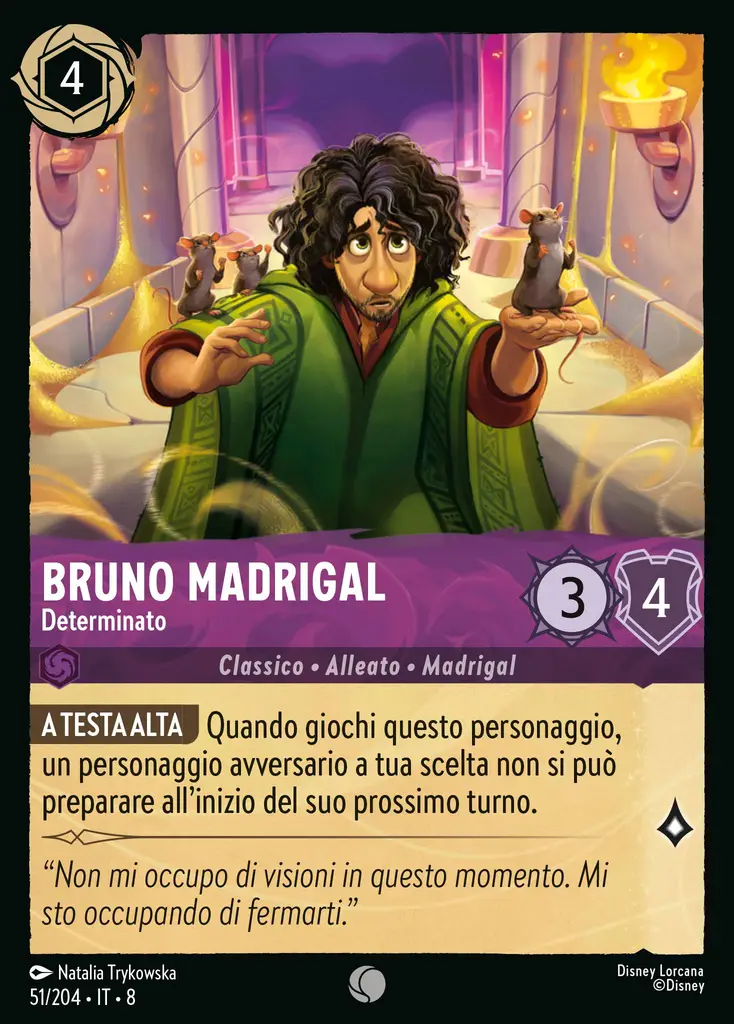 4
BRUNO MADRIGAL
Determinato
3
4
Classico • Alleato • Madrigal
A TESTA ALTA Quando giochi questo personaggio,
un personaggio avversario a tua scelta non si può
preparare all’inizio del suo prossimo turno.
“Non mi occupo di visioni in questo momento. Mi
sto occupando di fermarti.”
Natalia Trykowska
51/204 • IT • 8
Disney Lorcana
©Disney